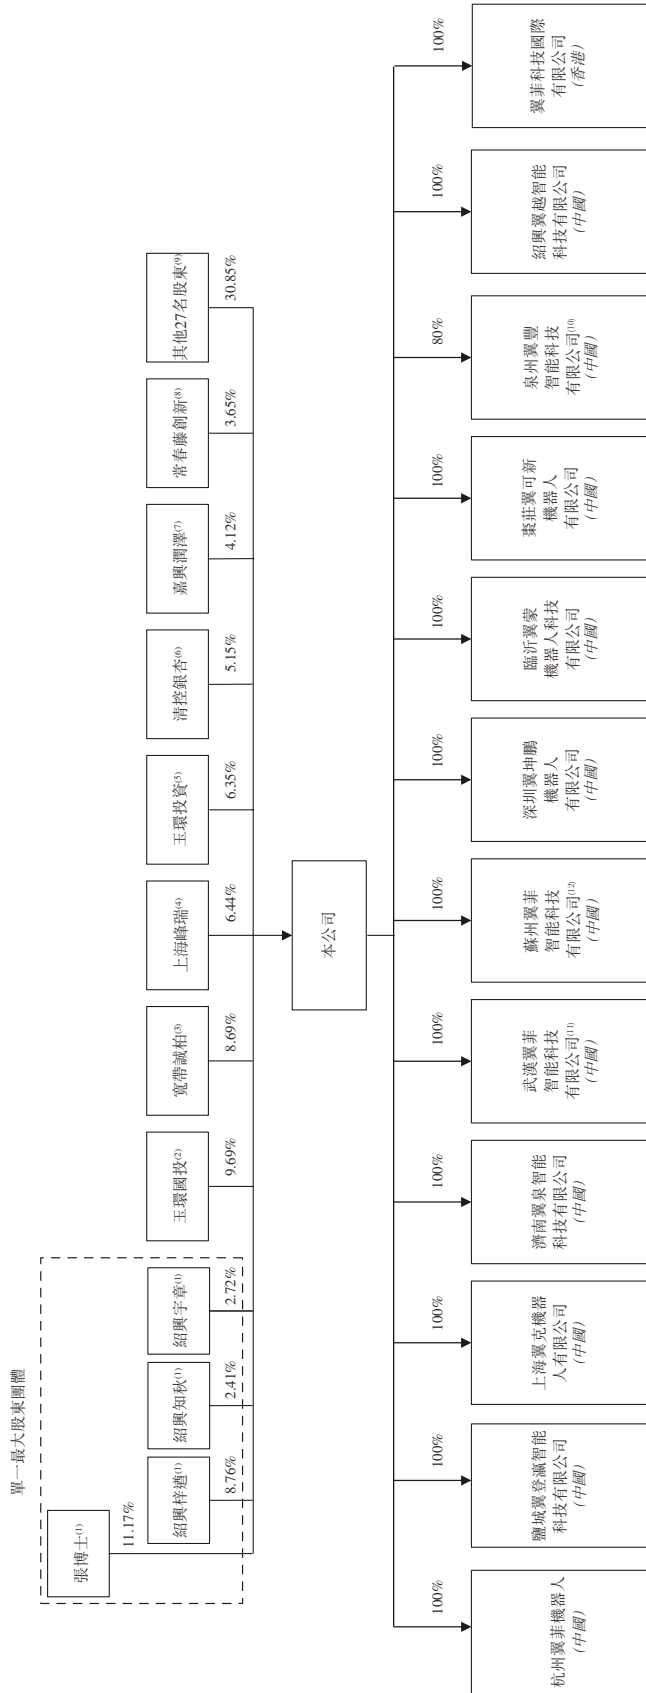 單一最大股東團體
張博士(1)
11.17%
紹興梓遒(1)
紹興知秋(1)
紹興宇章(1)
玉環國投(2)
寬帶誠柏(3)
上海峰瑞(4)
玉環投資(5)
清控銀杏(6)
嘉興潤澤(7)
常春藤創新(8)
其他27名股東(9)
8.76%
2.41%
2.72%
9.69%
8.69%
6.44%
6.35%
5.15%
4.12%
3.65%
30.85%
本公司
100%
100%
100%
100%
100%
100%
100%
100%
100%
80%
100%
100%
杭州翼菲機器人
(中國)
鹽城翼登瀛智能
科技有限公司
(中國)
上海翼克機器
人有限公司
(中國)
濟南翼泉智能
科技有限公司
(中國)
武漢翼菲
智能科技
有限公司(11)
(中國)
蘇州翼菲
智能科技
有限公司(12)
(中國)
深圳翼坤鵬
機器人
有限公司
(中國)
臨沂翼蒙
機器人科技
有限公司
(中國)
棗莊翼可新
機器人
有限公司
(中國)
泉州翼豐
智能科技
有限公司(10)
(中國)
紹興翼越智能
科技有限公司
(中國)
翼菲科技國際
有限公司
(香港)